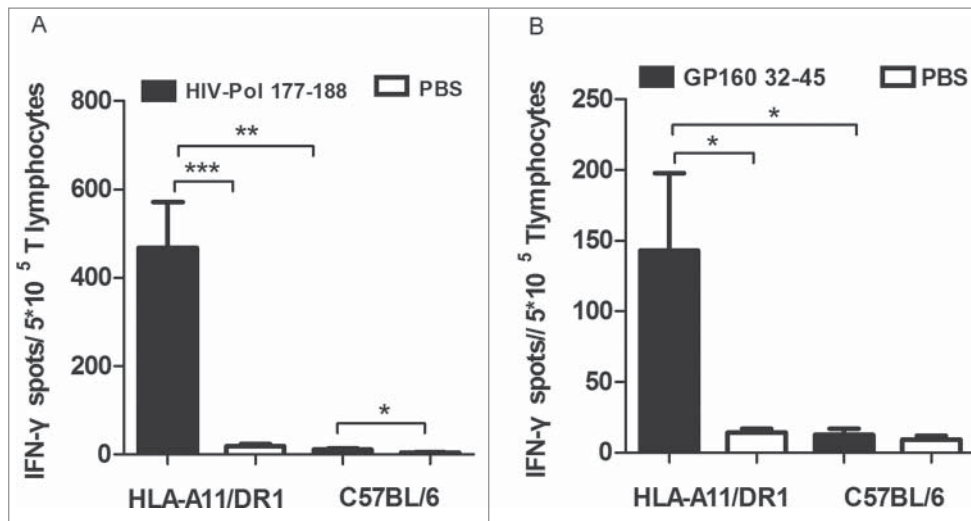 A
HIV-Pol 177-188 PBS
IFN-γ spots/ 5*10 5 T lymphocytes
800
600
400
200
0
**
***
*
HLA-A11/DR1 C57BL/6
B
GP160 32-45 PBS
IFN-γ spots// 5*10 5 Tlymphocytes
250
200
150
100
50
0
*
*
HLA-A11/DR1 C57BL/6